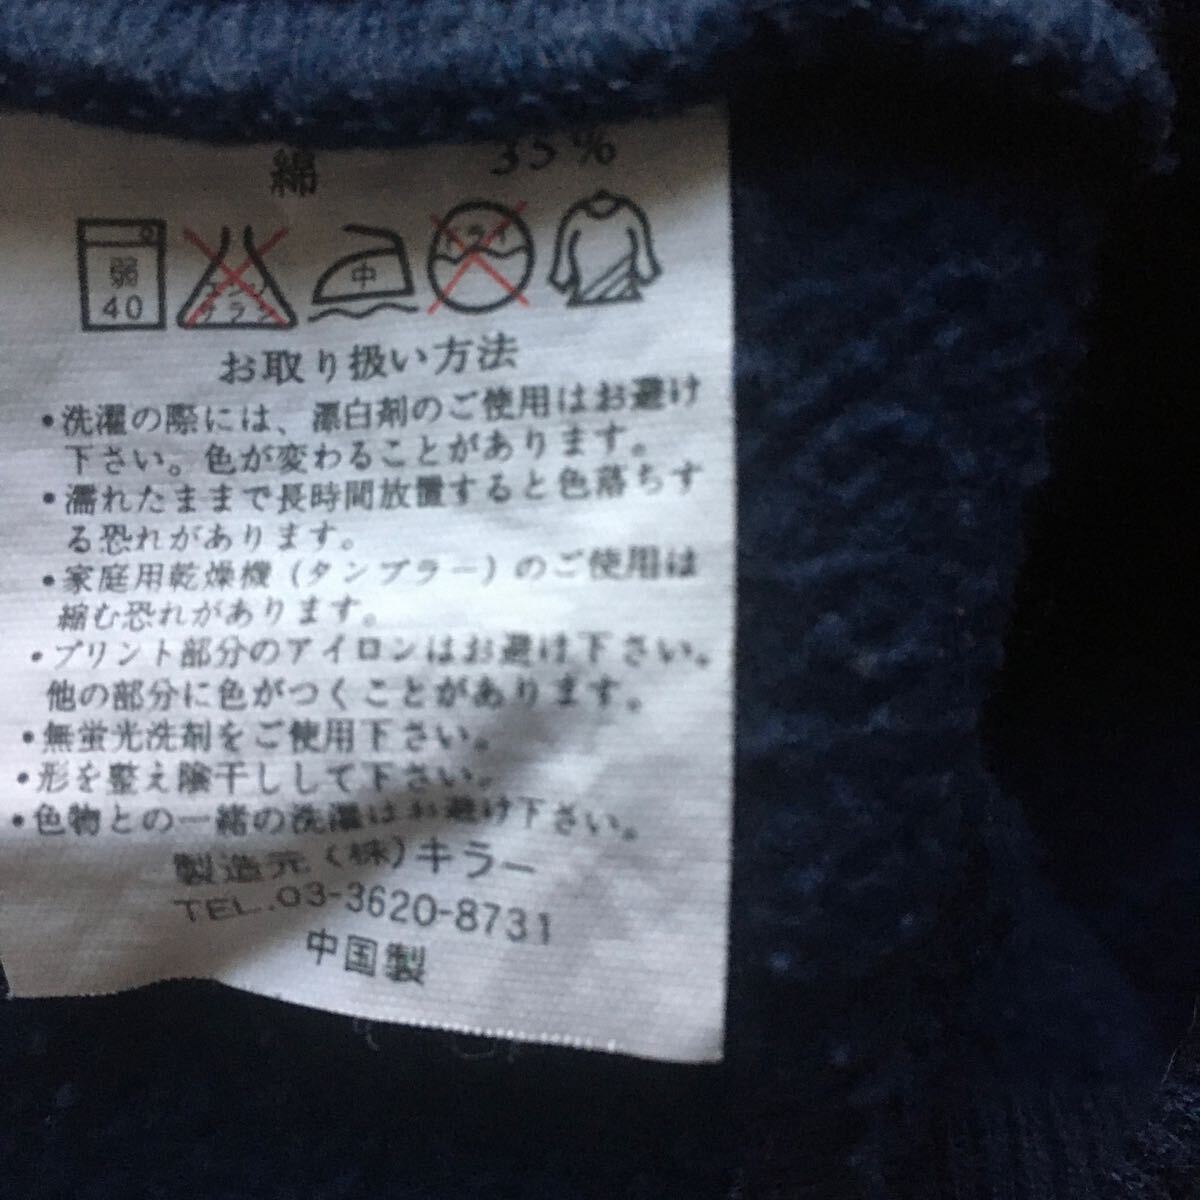 綿 35%
弱
40
エンソ
サラシ
中
ドライ
お取り扱い方法
•洗濯の際には、漂白剤のご使用はお避け
下さい。色が変わることがあります。
•濡れたままで長時間放置すると色落ちす
る恐れがあります。
•家庭用乾燥機(タンブラー)のご使用は
縮む恐れがあります。
•プリント部分のアイロンはお避け下さい。
他の部分に色がつくことがあります。
•無蛍光洗剤をご使用下さい。
•形を整え陰干しして下さい。
•色物との一緒の洗濯はお避け下さい。
製造元(株)キラー
TEL.03-3620-8731
中国製